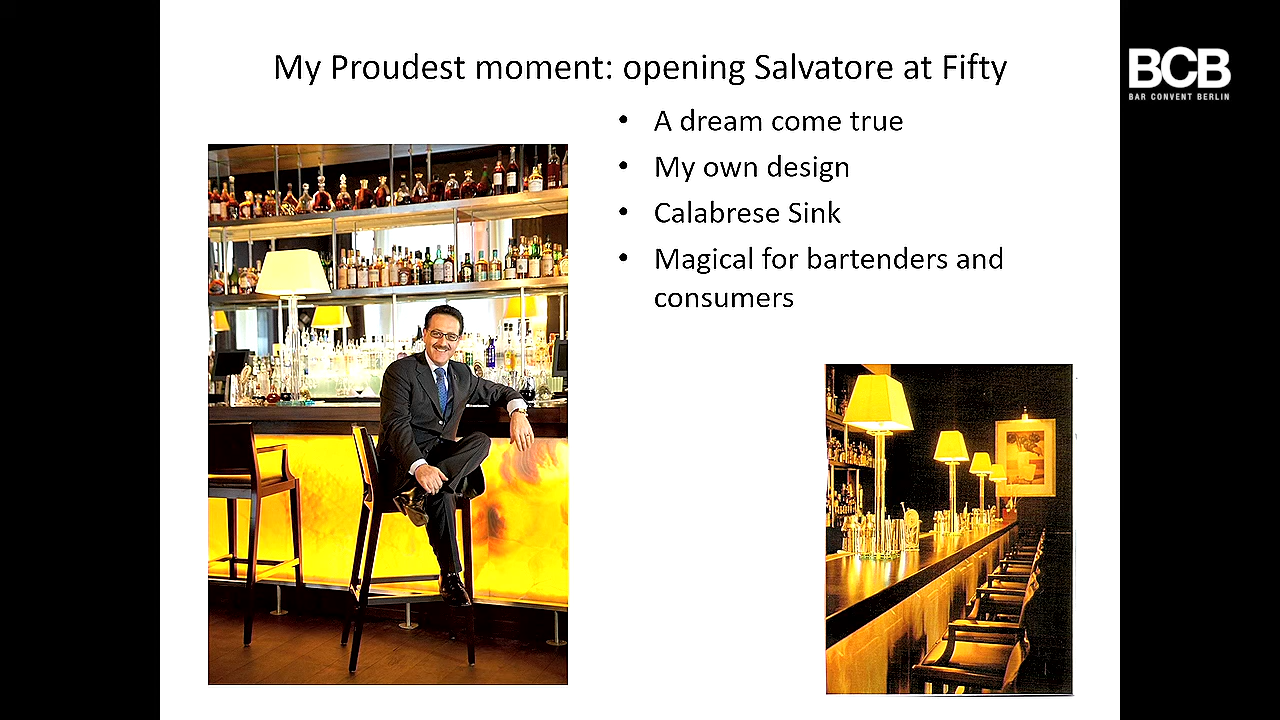 My Proudest moment: opening Salvatore at Fifty
BCB
BAR CONVENT BERLIN
• A dream come true
• My own design
• Calabrese Sink
• Magical for bartenders and
consumers